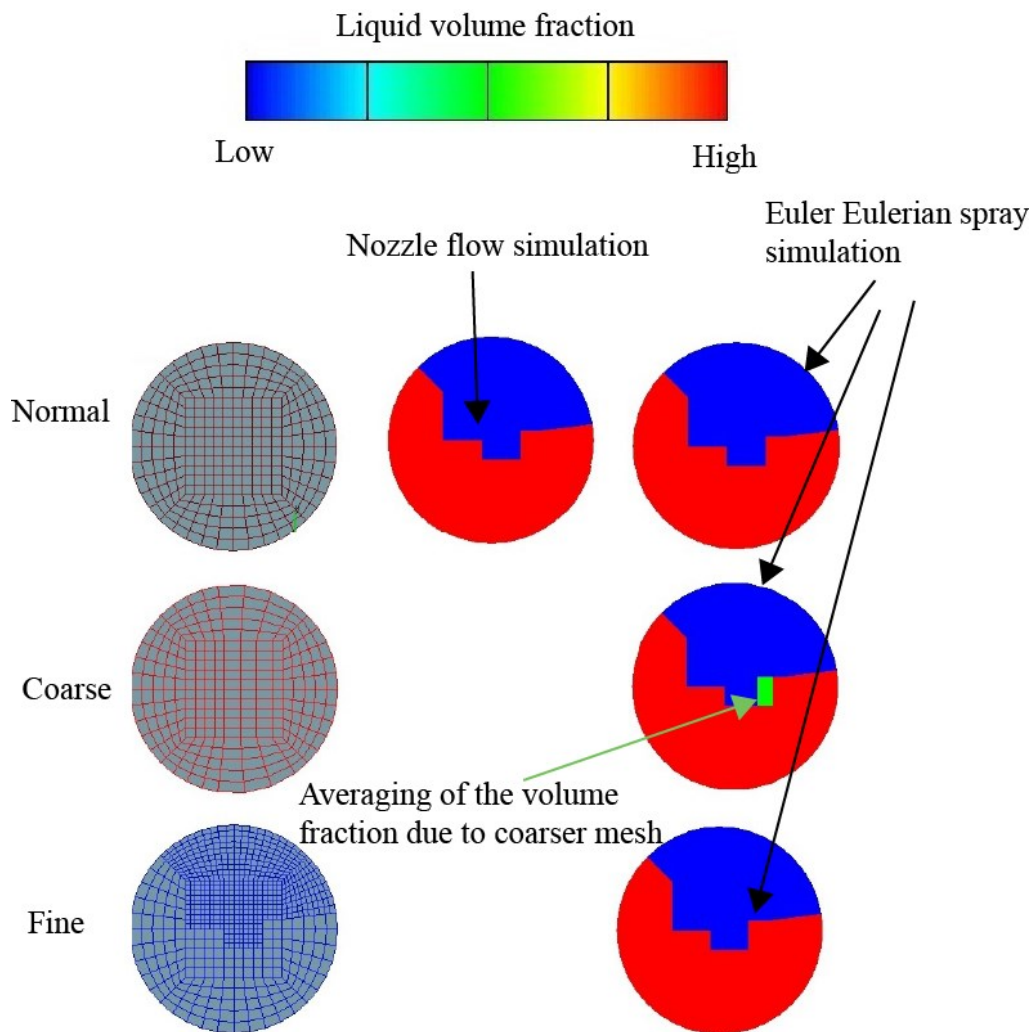 Liquid volume fraction
Low
High
Euler Eulerian spray
simulation
Nozzle flow simulation
Normal
Coarse
Averaging of the volume
fraction due to coarser mesh
Fine